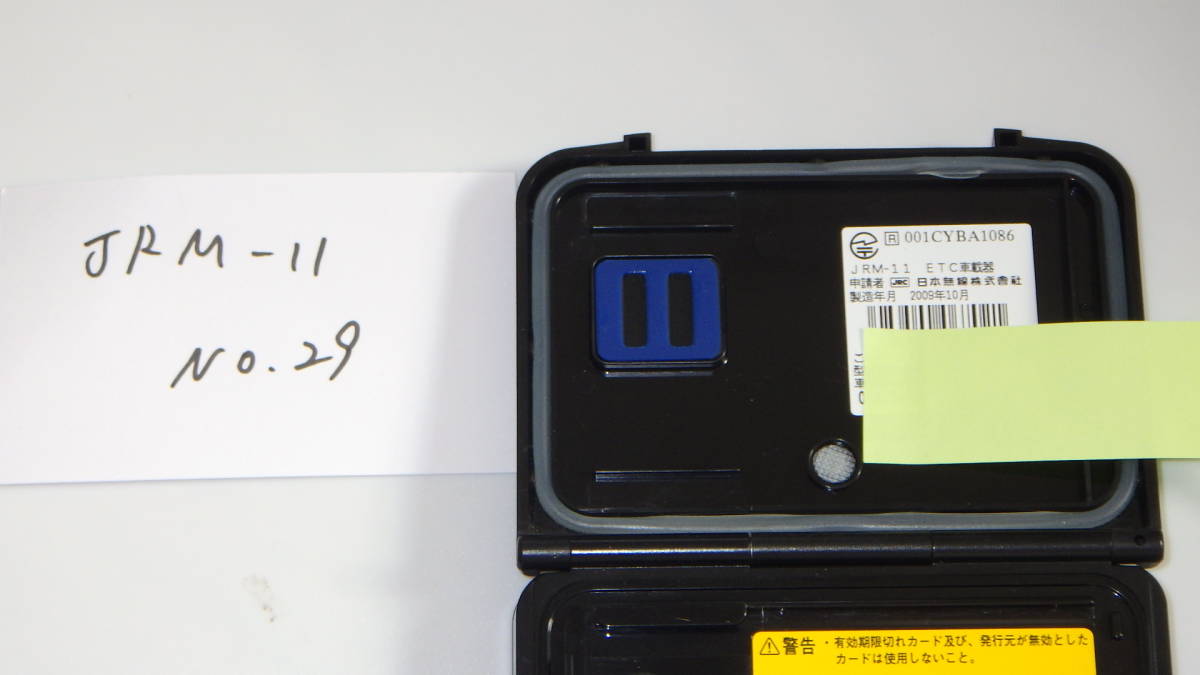 JRM-11
NO.29
R 001CYBA1086
JRM-11 ETC車載器
申請者 JRC 日本無線株式会社
製造年月 2009年10月
型
車
⚠警告・有効期限切れカード及び、発行元が無効とした
カードは使用しないこと。